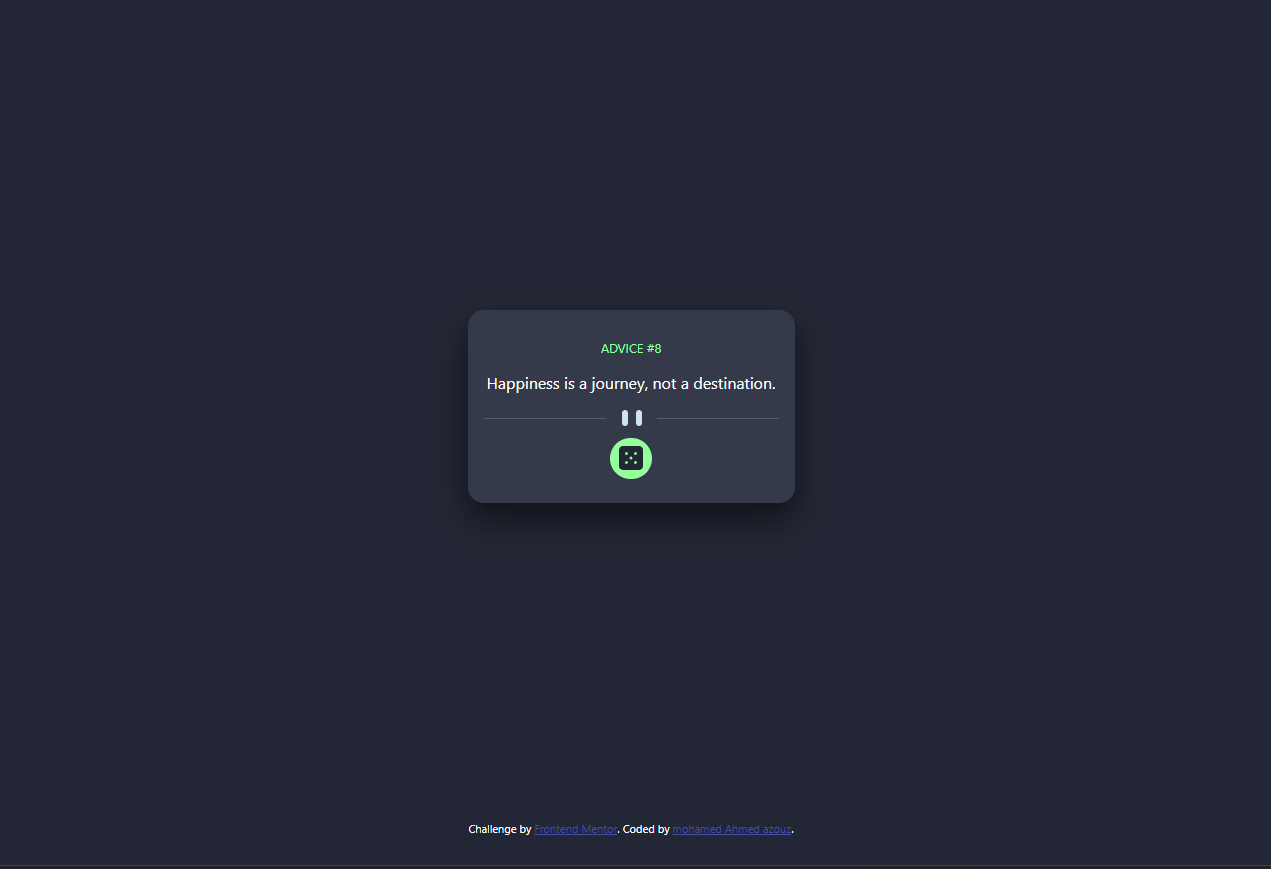 ADVICE #8
Happiness is a journey, not a destination.
Challenge by Frontend Mentor. Coded by mohamed Ahmed azouz.